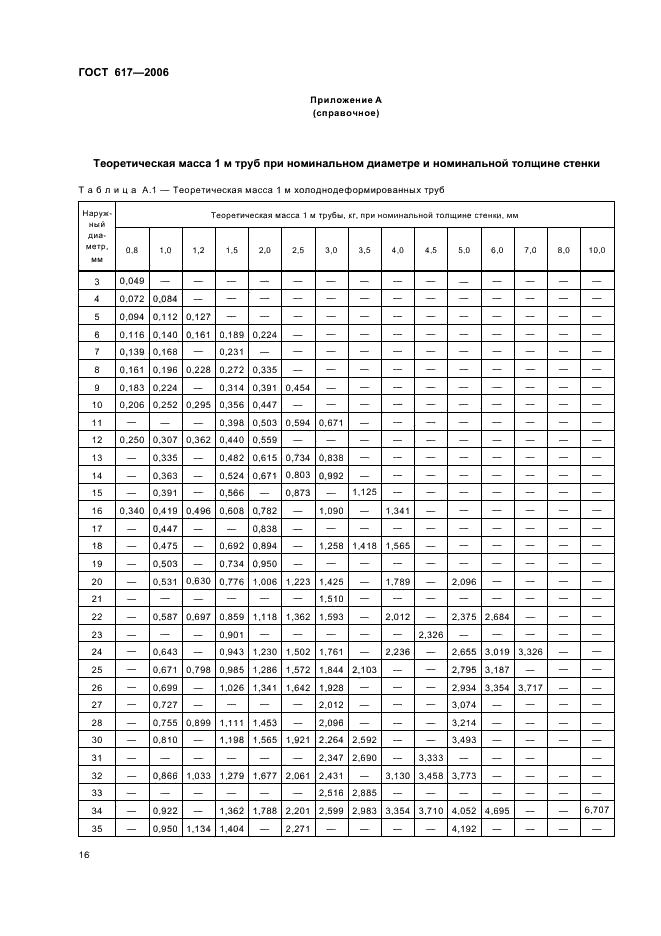 ГОСТ 617—2006
Приложение А
(справочное)
Теоретическая масса 1 м труб при номинальном диаметре и номинальной толщине стенки
Таблица А.1 — Теоретическая масса 1 м холоднодеформированных труб
Наруж-
ный
диа-
метр,
мм
Теоретическая масса 1 м трубы, кг, при номинальной толщине стенки, мм
0,8 1,0 1,2 1,5 2,0 2,5 3,0 3,5 4,0 4,5 5,0 6,0 7,0 8,0 10,0
3 0,049 — — — — — — — — — — — — — —
4 0,072 0,084 — — — — — — — — — — — — —
5 0,094 0,112 0,127 — — — — — — — — — — — —
6 0,116 0,140 0,161 0,189 0,224 — — — — — — — — — —
7 0,139 0,168 — 0,231 — — — — — — — — — — —
8 0,161 0,196 0,228 0,272 0,335 — — — — — — — — — —
9 0,183 0,224 — 0,314 0,391 0,454 — — — — — — — — —
10 0,206 0,252 0,295 0,356 0,447 — — — — — — — — — —
11 — — — 0,398 0,503 0,594 0,671 — — — — — — — —
12 0,250 0,307 0,362 0,440 0,559 — — — — — — — — — —
13 — 0,335 — 0,482 0,615 0,734 0,838 — — — — — — — —
14 — 0,363 — 0,524 0,671 0,803 0,992 — — — — — — — —
15 — 0,391 — 0,566 — 0,873 — 1,125 — — — — — — —
16 0,340 0,419 0,496 0,608 0,782 — 1,090 — 1,341 — — — — — —
17 — 0,447 — — 0,838 — — — — — — — — — —
18 — 0,475 — 0,692 0,894 — 1,258 1,418 1,565 — — — — — —
19 — 0,503 — 0,734 0,950 — — — — — — — — — —
20 — 0,531 0,630 0,776 1,006 1,223 1,425 — 1,789 — 2,096 — — — —
21 — — — — — — 1,510 — — — — — — — —
22 — 0,587 0,697 0,859 1,118 1,362 1,593 — 2,012 — 2,375 2,684 — — —
23 — — — 0,901 — — — — — 2,326 — — — — —
24 — 0,643 — 0,943 1,230 1,502 1,761 — 2,236 — 2,655 3,019 3,326 — —
25 — 0,671 0,798 0,985 1,286 1,572 1,844 2,103 — — 2,795 3,187 — — —
26 — 0,699 — 1,026 1,341 1,642 1,928 — — — 2,934 3,354 3,717 — —
27 — 0,727 — — — — 2,012 — — — 3,074 — — — —
28 — 0,755 0,899 1,111 1,453 — 2,096 — — — 3,214 — — — —
30 — 0,810 — 1,198 1,565 1,921 2,264 2,592 — — 3,493 — — — —
31 — — — — — — 2,347 2,690 — 3,333 — — — — —
32 — 0,866 1,033 1,279 1,677 2,061 2,431 — 3,130 3,458 3,773 — — — —
33 — — — — — — 2,516 2,885 — — — — — — —
34 — 0,922 — 1,362 1,788 2,201 2,599 2,983 3,354 3,710 4,052 4,695 — — 6,707
35 — 0,950 1,134 1,404 — 2,271 — — — — 4,192 — — — —
16